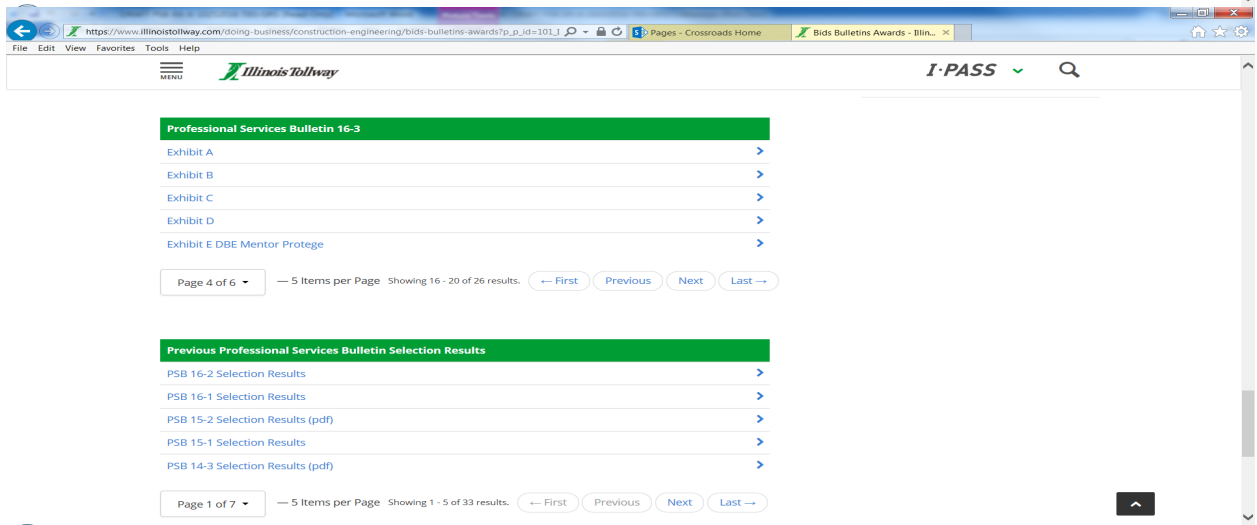 https://www.illinoistollway.com/doing-business/construction-engineering/bids-bulletins-awards?p_p_id=101_I
Pages - Crossroads Home
Bids Bulletins Awards - Illin...
File Edit View Favorites Tools Help
MENU
Illinois Tollway
I·PASS
Professional Services Bulletin 16-3
Exhibit A
Exhibit B
Exhibit C
Exhibit D
Exhibit E DBE Mentor Protege
Page 4 of 6 — 5 Items per Page Showing 16 - 20 of 26 results. ← First Previous Next Last →
Previous Professional Services Bulletin Selection Results
PSB 16-2 Selection Results
PSB 16-1 Selection Results
PSB 15-2 Selection Results (pdf)
PSB 15-1 Selection Results
PSB 14-3 Selection Results (pdf)
Page 1 of 7 — 5 Items per Page Showing 1 - 5 of 33 results. ← First Previous Next Last →